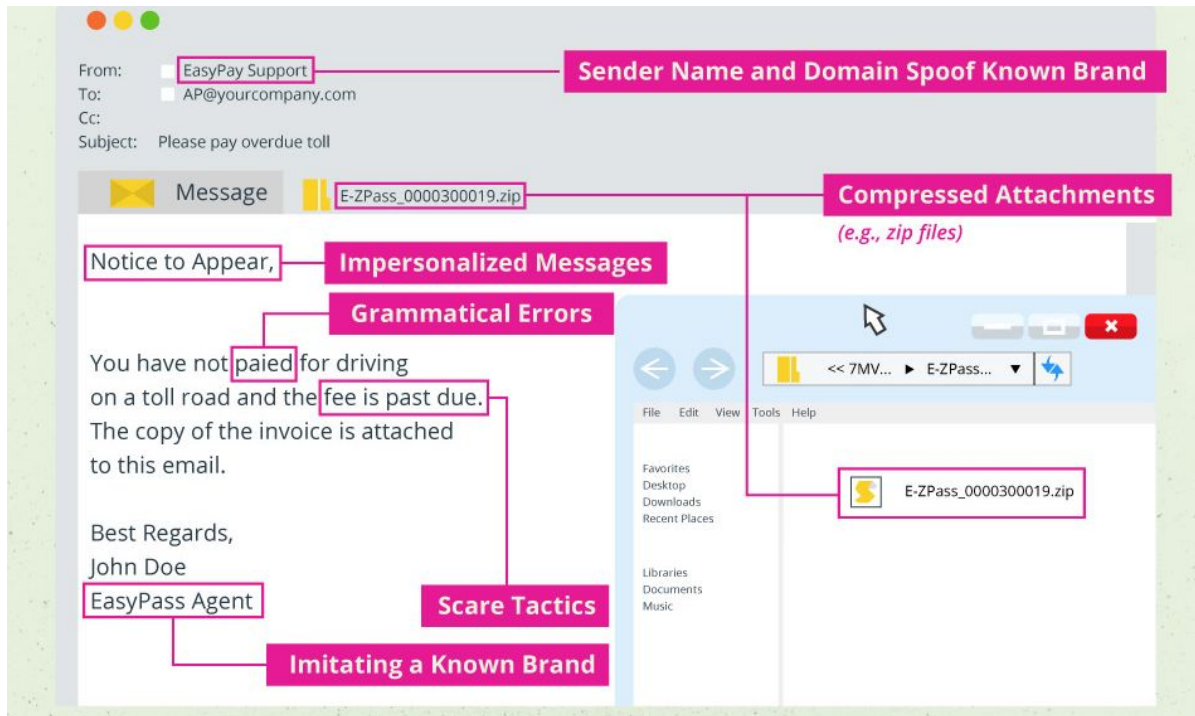 From: EasyPay Support
Sender Name and Domain Spoof Known Brand
To: AP@yourcompany.com
Cc:
Subject: Please pay overdue toll
Message
E-ZPass_0000300019.zip
Compressed Attachments
(e.g., zip files)
Notice to Appear,
Impersonalized Messages
Grammatical Errors
You have not paied for driving
on a toll road and the fee is past due.
The copy of the invoice is attached
to this email.
Best Regards,
John Doe
EasyPass Agent
Scare Tactics
Imitating a Known Brand
<< 7MV... ► E-ZPass... ▼
File Edit View Tools Help
Favorites
Desktop
Downloads
Recent Places
Libraries
Documents
Music
E-ZPass_0000300019.zip